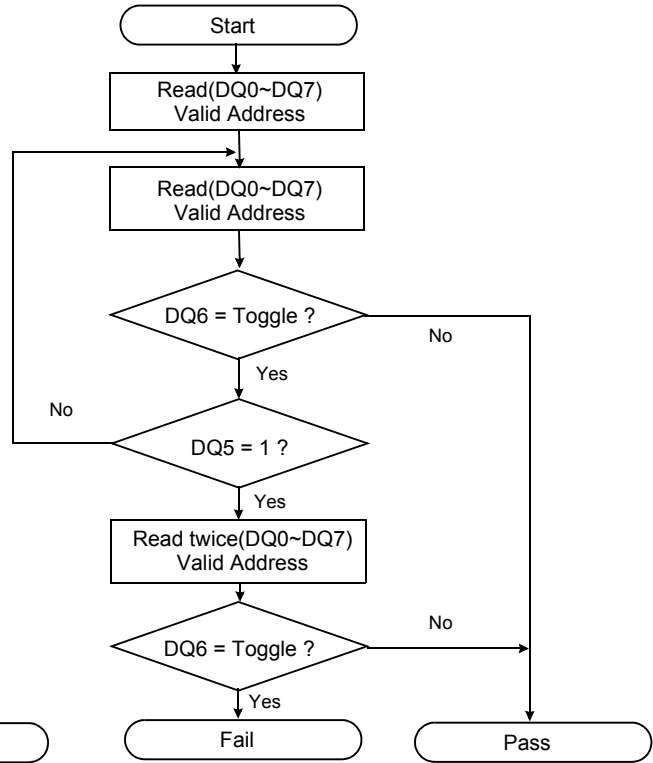 Start
Read(DQ0~DQ7)
Valid Address
Read(DQ0~DQ7)
Valid Address
DQ6 = Toggle ?
No
Yes
No
DQ5 = 1 ?
Yes
Read twice(DQ0~DQ7)
Valid Address
No
DQ6 = Toggle ?
Yes
Fail
Pass